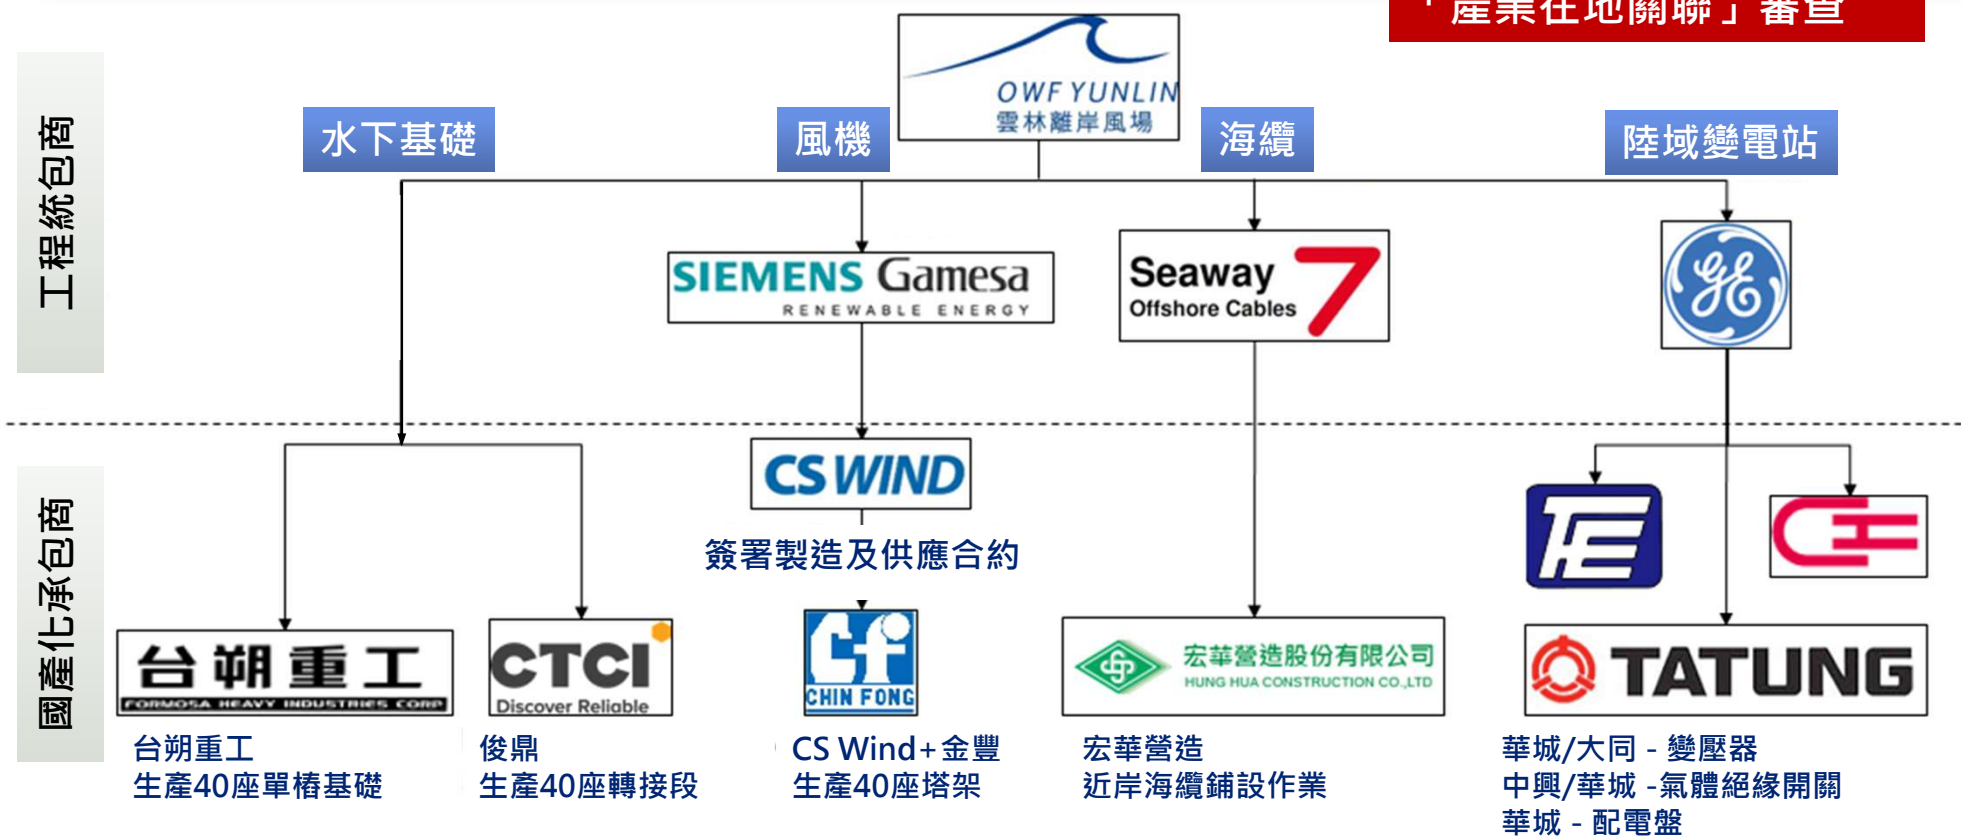 「產業在地關聯」審查
OWF YUNLIN
雲林離岸風場
水下基礎
風機
海纜
陸域變電站
工程統包商
SIEMENS Gamesa
RENEWABLE ENERGY
Seaway 7
Offshore Cables
GE
國產化承包商
CS WIND
簽署製造及供應合約
台朔重工
FORMOSA HEAVY INDUSTRIES CORP
CTCI
Discover Reliable
CF
CHIN FONG
宏華營造股份有限公司
HUNG HUA CONSTRUCTION CO.,LTD
TATUNG
台朔重工
生產40座單樁基礎
俊鼎
生產40座轉接段
CS Wind+金豐
生產40座塔架
宏華營造
近岸海纜鋪設作業
華城/大同 - 變壓器
中興/華城 -氣體絕緣開關
華城 - 配電盤